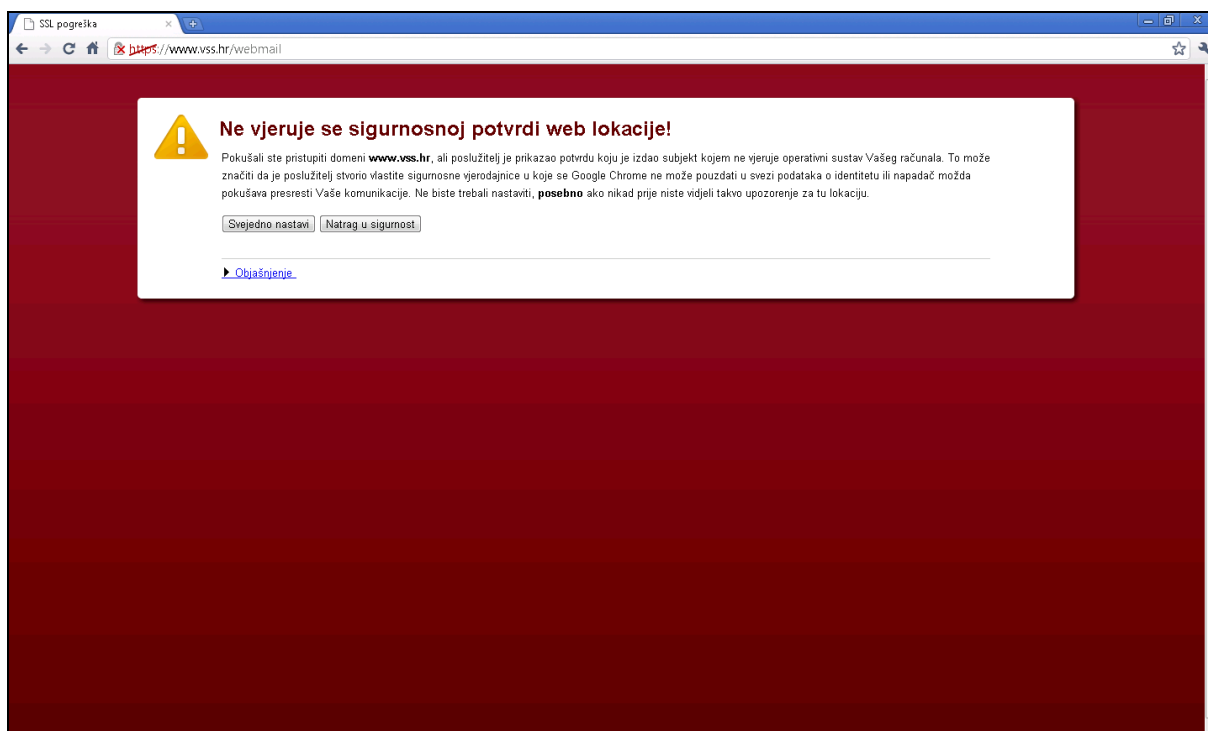 SSL pogreška
https://www.vss.hr/webmail
Ne vjeruje se sigurnosnoj potvrdi web lokacije!
Pokušali ste pristupiti domeni www.vss.hr, ali poslužitelj je prikazao potvrdu koju je izdao subjekt kojem ne vjeruje operativni sustav Vašeg računala. To može
značiti da je poslužitelj stvorio vlastite sigurnosne vjerodajnice u koje se Google Chrome ne može pouzdati u svezi podataka o identitetu ili napadač možda
pokušava presresti Vaše komunikacije. Ne biste trebali nastaviti, posebno ako nikad prije niste vidjeli takvo upozorenje za tu lokaciju.
Svejedno nastavi Natrag u sigurnost
Objašnjenje